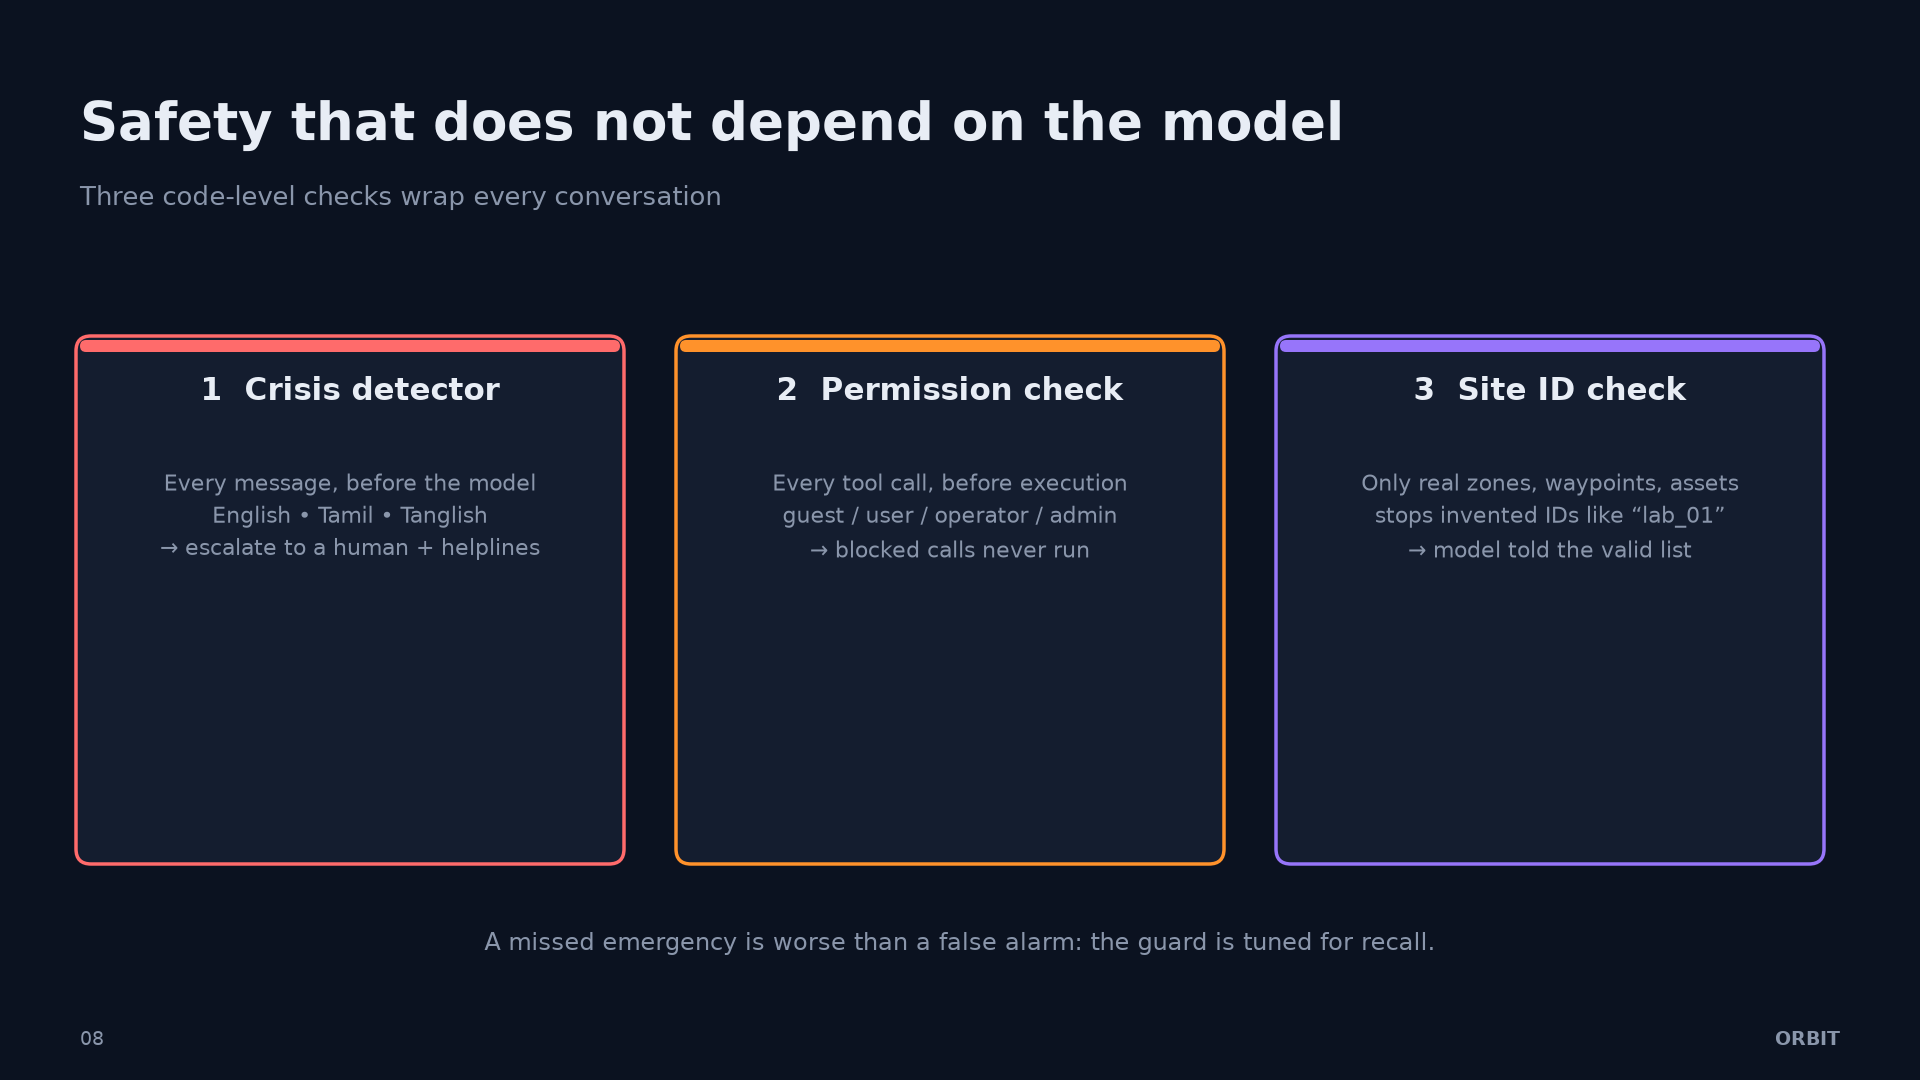 Safety that does not depend on the model
Three code-level checks wrap every conversation
1 Crisis detector
Every message, before the model
English • Tamil • Tanglish
→ escalate to a human + helplines
2 Permission check
Every tool call, before execution
guest / user / operator / admin
→ blocked calls never run
3 Site ID check
Only real zones, waypoints, assets
stops invented IDs like “lab_01”
→ model told the valid list
A missed emergency is worse than a false alarm: the guard is tuned for recall.
08
ORBIT